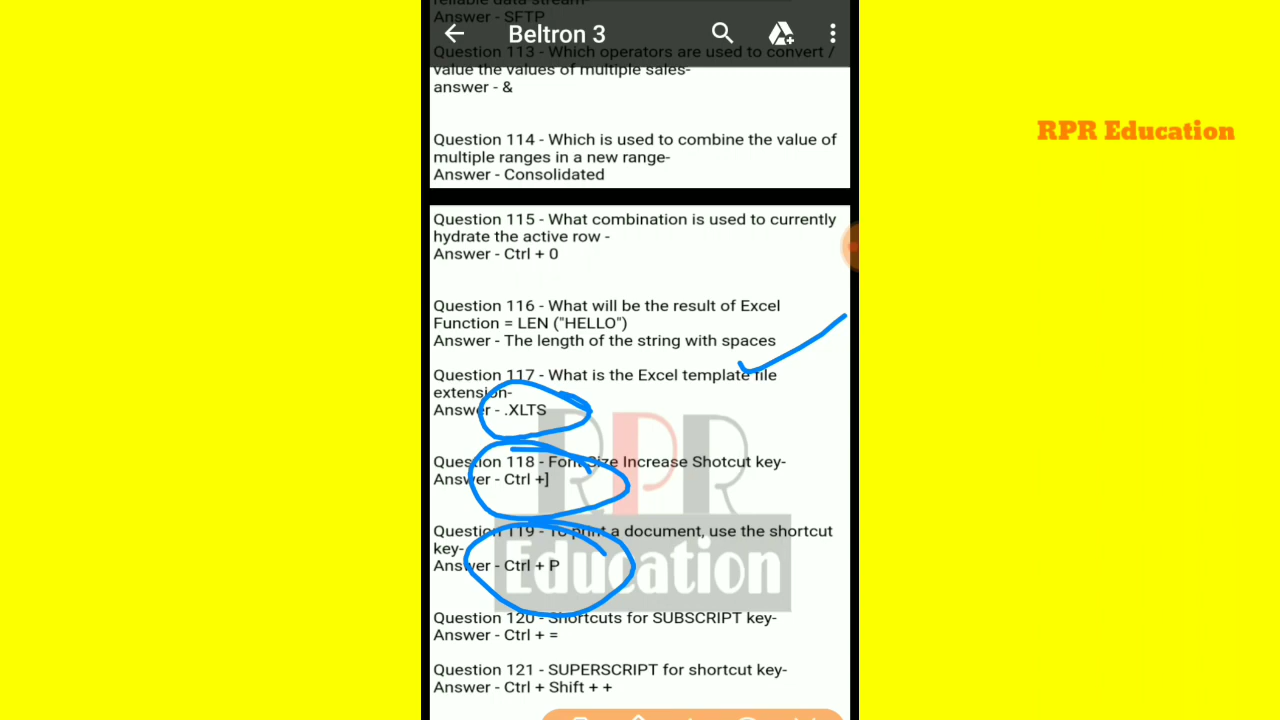 reliable data stream-
Answer - SFTP
Beltron 3
Question 113 - Which operators are used to convert /
value the values of multiple sales-
answer - &
RPR Education
Question 114 - Which is used to combine the value of
multiple ranges in a new range-
Answer - Consolidated
Question 115 - What combination is used to currently
hydrate the active row -
Answer - Ctrl + 0
Question 116 - What will be the result of Excel
Function = LEN ("HELLO")
Answer - The length of the string with spaces
Question 117 - What is the Excel template file
extension-
Answer - .XLTS
Question 118 - Font Size Increase Shotcut key-
Answer - Ctrl +]
Question 119 - To print a document, use the shortcut
key-
Answer - Ctrl + P
Question 120 - Shortcuts for SUBSCRIPT key-
Answer - Ctrl + =
Question 121 - SUPERSCRIPT for shortcut key-
Answer - Ctrl + Shift + +
RPR
Education